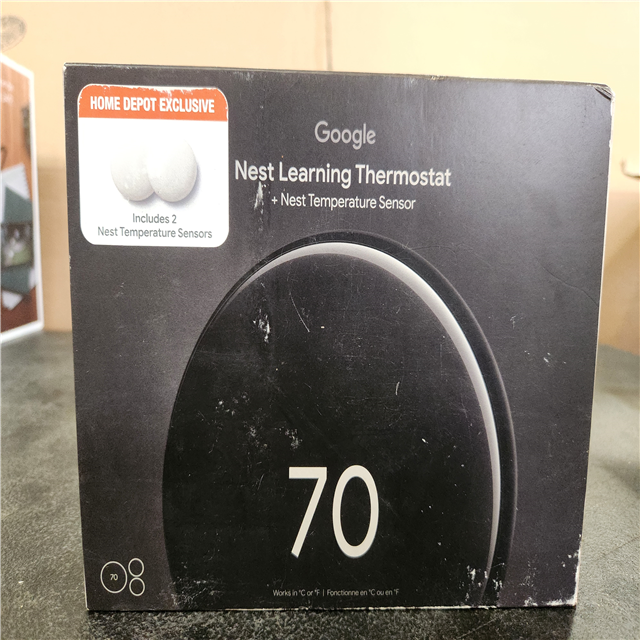 HOME DEPOT EXCLUSIVE
Includes 2
Nest Temperature Sensors
Google
Nest Learning Thermostat
+ Nest Temperature Sensor
70
70
Works in °C or °F | Fonctionne en °C ou en °F